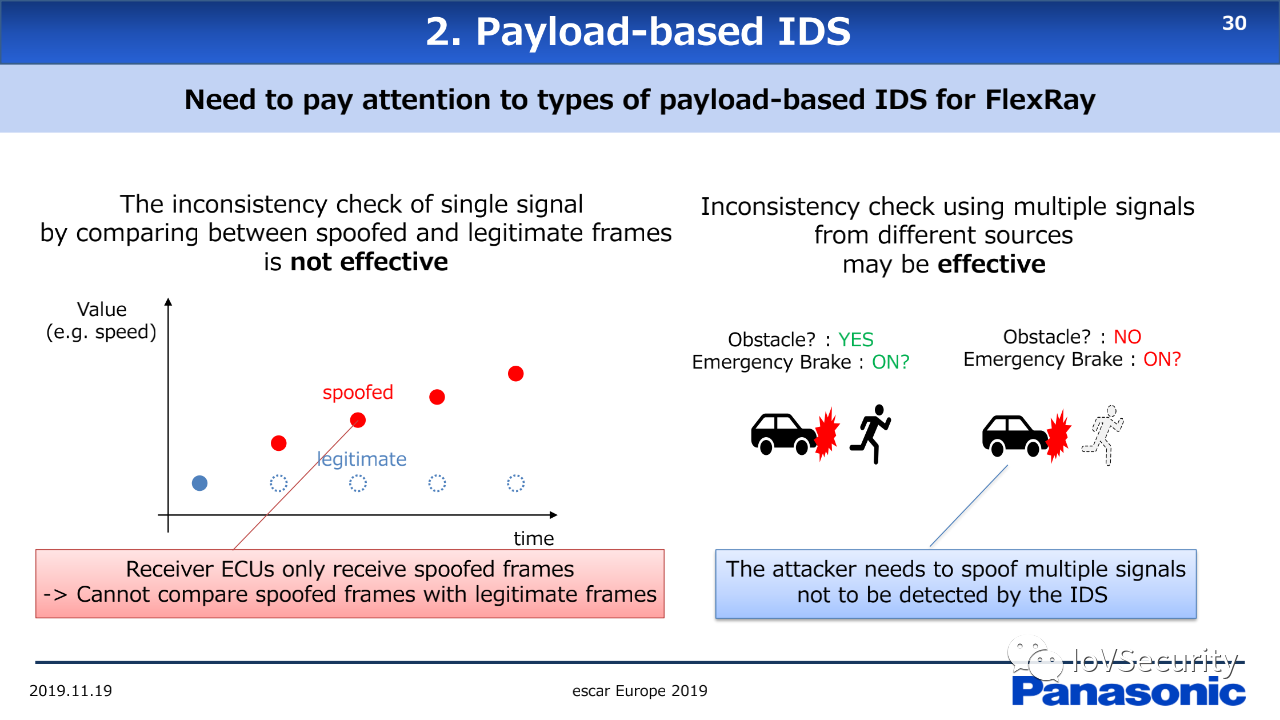 2. Payload-based IDS
30
Need to pay attention to types of payload-based IDS for FlexRay
The inconsistency check of single signal
by comparing between spoofed and legitimate frames
is not effective
Value
(e.g. speed)
spoofed
legitimate
time
Receiver ECUs only receive spoofed frames
-> Cannot compare spoofed frames with legitimate frames
Inconsistency check using multiple signals
from different sources
may be effective
Obstacle? : YES
Emergency Brake : ON?
Obstacle? : NO
Emergency Brake : ON?
The attacker needs to spoof multiple signals
not to be detected by the IDS
IoVSecurity
2019.11.19
escar Europe 2019
Panasonic